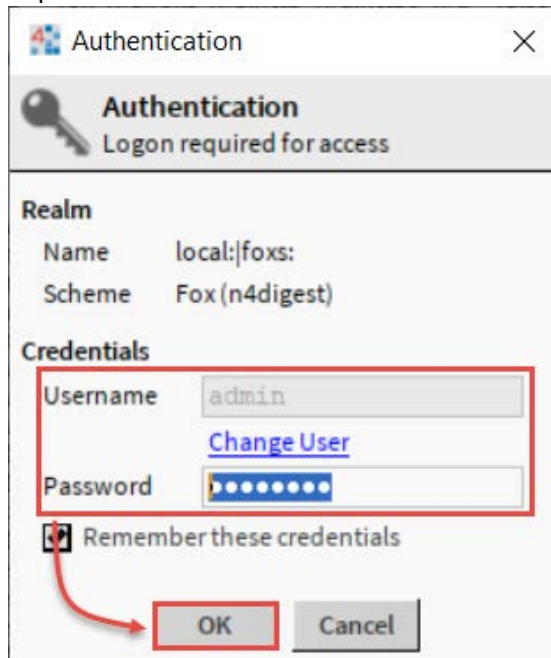 Authentication
Authentication
Logon required for access
Realm
Name local:|foxs:
Scheme Fox (n4digest)
Credentials
Username admin
Change User
Password ••••••••
Remember these credentials
OK Cancel